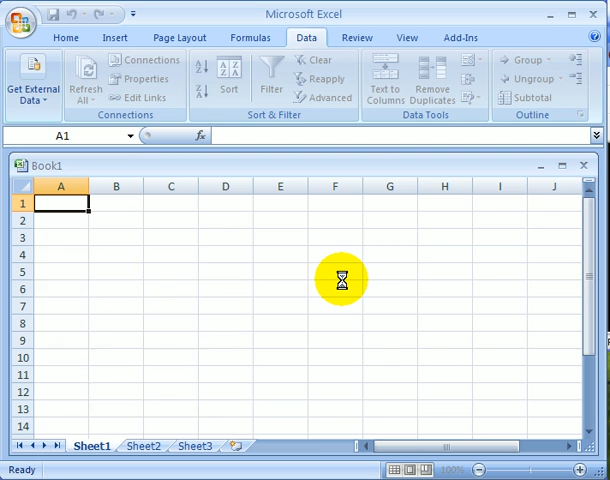 Microsoft Excel
Home Insert Page Layout Formulas Data Review View Add-Ins
Get External Data
Refresh All
Connections
Properties
Edit Links
Connections
Sort
Filter
Clear
Reapply
Advanced
Sort & Filter
Text to Columns
Remove Duplicates
Data Tools
Group
Ungroup
Subtotal
Outline
A1 fx
Book1
A B C D E F G H I J
1
2
3
4
5
6
7
8
9
10
11
12
13
14
Sheet1 Sheet2 Sheet3
Ready 100%